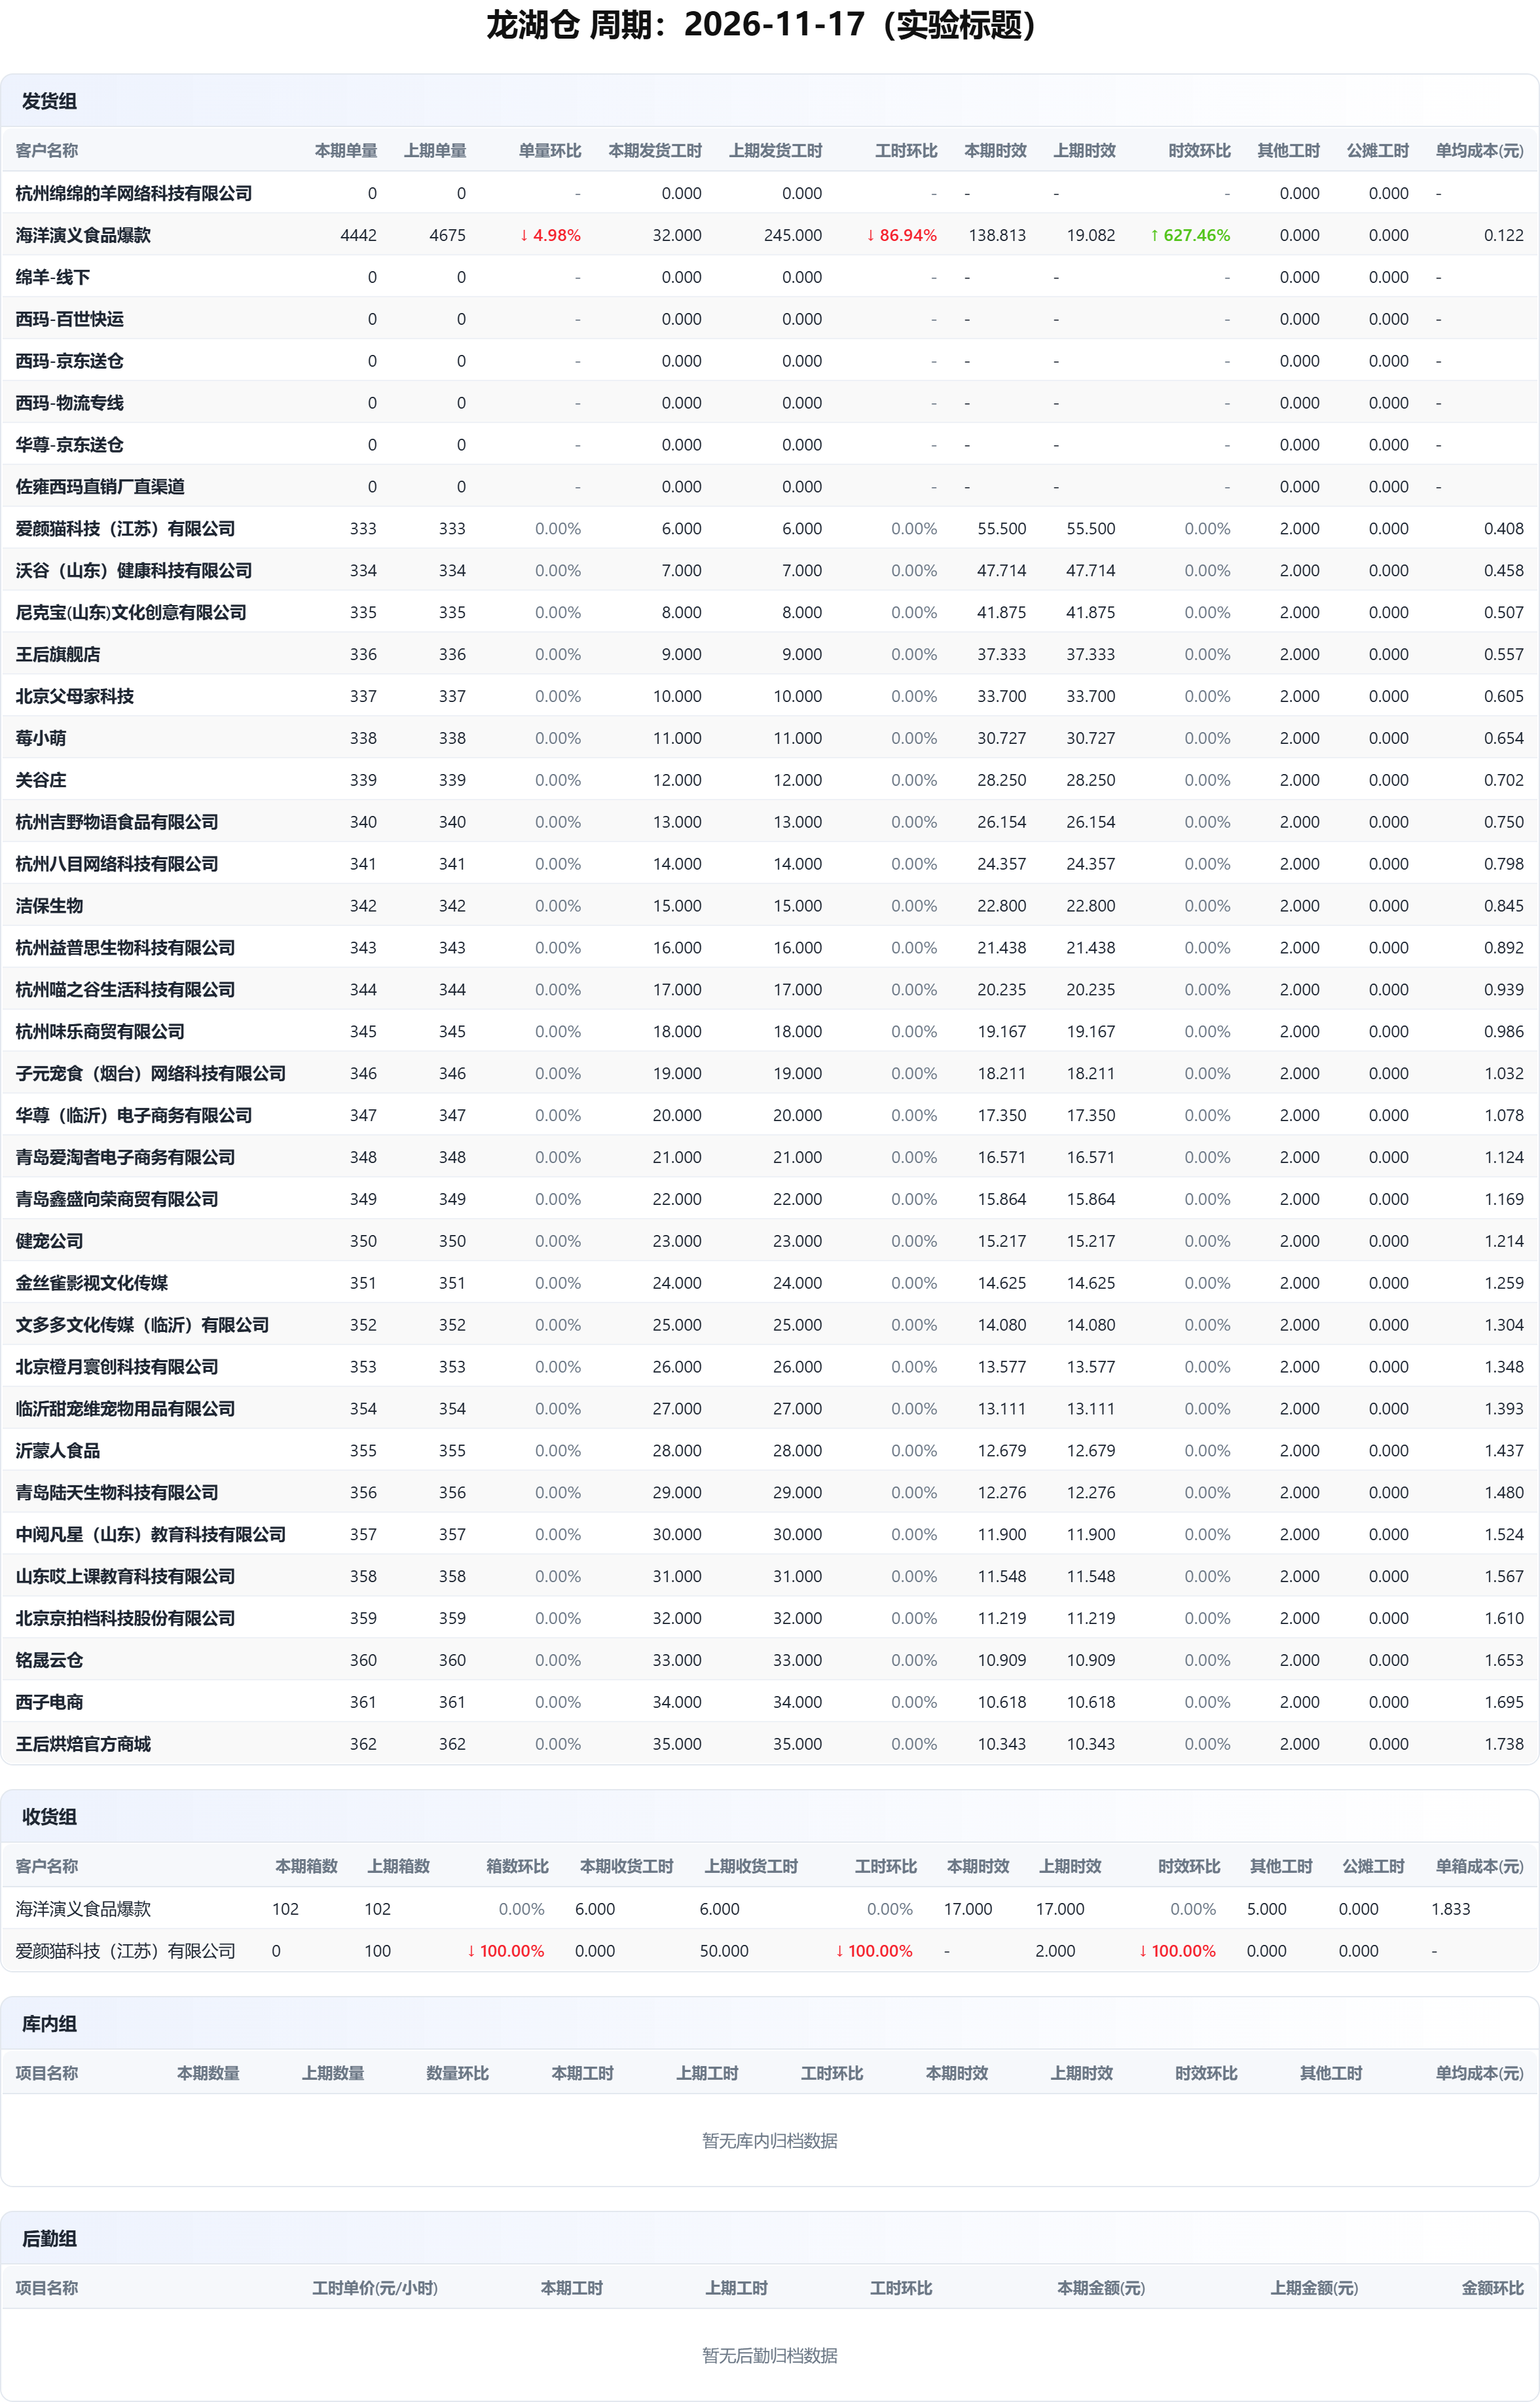 龙湖仓 周期：2026-11-17（实验标题）
发货组
客户名称 本期单量 上期单量 单量环比 本期发货工时 上期发货工时 工时环比 本期时效 上期时效 时效环比 其他工时 公摊工时 单均成本(元)
杭州绵绵的羊网络科技有限公司 0 0 - 0.000 0.000 - - - - 0.000 0.000 -
海洋演义食品爆款 4442 4675 ↓ 4.98% 32.000 245.000 ↓ 86.94% 138.813 19.082 ↑ 627.46% 0.000 0.000 0.122
绵羊-线下 0 0 - 0.000 0.000 - - - - 0.000 0.000 -
西玛-百世快运 0 0 - 0.000 0.000 - - - - 0.000 0.000 -
西玛-京东送仓 0 0 - 0.000 0.000 - - - - 0.000 0.000 -
西玛-物流专线 0 0 - 0.000 0.000 - - - - 0.000 0.000 -
华尊-京东送仓 0 0 - 0.000 0.000 - - - - 0.000 0.000 -
佐雍西玛直销厂直渠道 0 0 - 0.000 0.000 - - - - 0.000 0.000 -
爱颜猫科技（江苏）有限公司 333 333 0.00% 6.000 6.000 0.00% 55.500 55.500 0.00% 2.000 0.000 0.408
沃谷（山东）健康科技有限公司 334 334 0.00% 7.000 7.000 0.00% 47.714 47.714 0.00% 2.000 0.000 0.458
尼克宝(山东)文化创意有限公司 335 335 0.00% 8.000 8.000 0.00% 41.875 41.875 0.00% 2.000 0.000 0.507
王后旗舰店 336 336 0.00% 9.000 9.000 0.00% 37.333 37.333 0.00% 2.000 0.000 0.557
北京父母家科技 337 337 0.00% 10.000 10.000 0.00% 33.700 33.700 0.00% 2.000 0.000 0.605
莓小萌 338 338 0.00% 11.000 11.000 0.00% 30.727 30.727 0.00% 2.000 0.000 0.654
关谷庄 339 339 0.00% 12.000 12.000 0.00% 28.250 28.250 0.00% 2.000 0.000 0.702
杭州吉野物语食品有限公司 340 340 0.00% 13.000 13.000 0.00% 26.154 26.154 0.00% 2.000 0.000 0.750
杭州八目网络科技有限公司 341 341 0.00% 14.000 14.000 0.00% 24.357 24.357 0.00% 2.000 0.000 0.798
洁保生物 342 342 0.00% 15.000 15.000 0.00% 22.800 22.800 0.00% 2.000 0.000 0.845
杭州益普思生物科技有限公司 343 343 0.00% 16.000 16.000 0.00% 21.438 21.438 0.00% 2.000 0.000 0.892
杭州喵之谷生活科技有限公司 344 344 0.00% 17.000 17.000 0.00% 20.235 20.235 0.00% 2.000 0.000 0.939
杭州味乐商贸有限公司 345 345 0.00% 18.000 18.000 0.00% 19.167 19.167 0.00% 2.000 0.000 0.986
子元宠食（烟台）网络科技有限公司 346 346 0.00% 19.000 19.000 0.00% 18.211 18.211 0.00% 2.000 0.000 1.032
华尊（临沂）电子商务有限公司 347 347 0.00% 20.000 20.000 0.00% 17.350 17.350 0.00% 2.000 0.000 1.078
青岛爱淘者电子商务有限公司 348 348 0.00% 21.000 21.000 0.00% 16.571 16.571 0.00% 2.000 0.000 1.124
青岛鑫盛向荣商贸有限公司 349 349 0.00% 22.000 22.000 0.00% 15.864 15.864 0.00% 2.000 0.000 1.169
健宠公司 350 350 0.00% 23.000 23.000 0.00% 15.217 15.217 0.00% 2.000 0.000 1.214
金丝雀影视文化传媒 351 351 0.00% 24.000 24.000 0.00% 14.625 14.625 0.00% 2.000 0.000 1.259
文多多文化传媒（临沂）有限公司 352 352 0.00% 25.000 25.000 0.00% 14.080 14.080 0.00% 2.000 0.000 1.304
北京橙月寰创科技有限公司 353 353 0.00% 26.000 26.000 0.00% 13.577 13.577 0.00% 2.000 0.000 1.348
临沂甜宠维宠物用品有限公司 354 354 0.00% 27.000 27.000 0.00% 13.111 13.111 0.00% 2.000 0.000 1.393
沂蒙人食品 355 355 0.00% 28.000 28.000 0.00% 12.679 12.679 0.00% 2.000 0.000 1.437
青岛陆天生物科技有限公司 356 356 0.00% 29.000 29.000 0.00% 12.276 12.276 0.00% 2.000 0.000 1.480
中阅凡星（山东）教育科技有限公司 357 357 0.00% 30.000 30.000 0.00% 11.900 11.900 0.00% 2.000 0.000 1.524
山东哎上课教育科技有限公司 358 358 0.00% 31.000 31.000 0.00% 11.548 11.548 0.00% 2.000 0.000 1.567
北京京拍档科技股份有限公司 359 359 0.00% 32.000 32.000 0.00% 11.219 11.219 0.00% 2.000 0.000 1.610
铭晟云仓 360 360 0.00% 33.000 33.000 0.00% 10.909 10.909 0.00% 2.000 0.000 1.653
西子电商 361 361 0.00% 34.000 34.000 0.00% 10.618 10.618 0.00% 2.000 0.000 1.695
王后烘焙官方商城 362 362 0.00% 35.000 35.000 0.00% 10.343 10.343 0.00% 2.000 0.000 1.738
收货组
客户名称 本期箱数 上期箱数 箱数环比 本期收货工时 上期收货工时 工时环比 本期时效 上期时效 时效环比 其他工时 公摊工时 单箱成本(元)
海洋演义食品爆款 102 102 0.00% 6.000 6.000 0.00% 17.000 17.000 0.00% 5.000 0.000 1.833
爱颜猫科技（江苏）有限公司 0 100 ↓ 100.00% 0.000 50.000 ↓ 100.00% - 2.000 ↓ 100.00% 0.000 0.000 -
库内组
项目名称 本期数量 上期数量 数量环比 本期工时 上期工时 工时环比 本期时效 上期时效 时效环比 其他工时 单均成本(元)
暂无库内归档数据
后勤组
项目名称 工时单价(元/小时) 本期工时 上期工时 工时环比 本期金额(元) 上期金额(元) 金额环比
暂无后勤归档数据